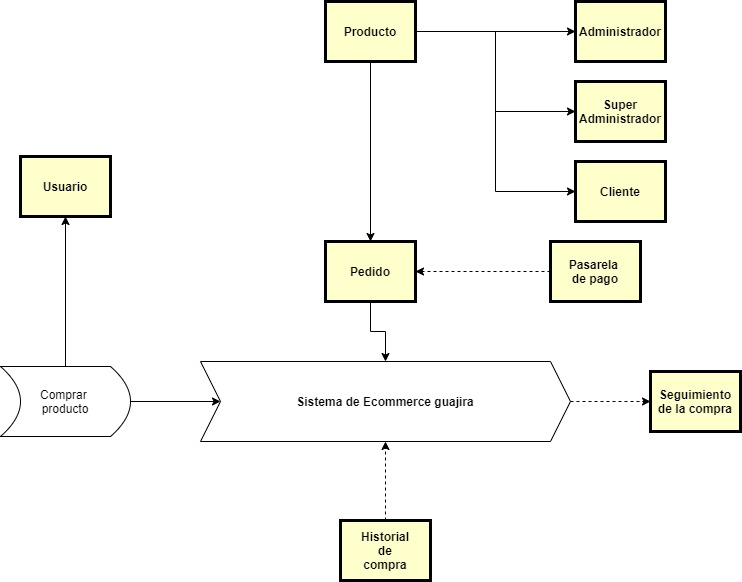 Producto
Administrador
Super
Administrador
Usuario
Cliente
Pedido
Pasarela
de pago
Comprar
producto
Sistema de Ecommerce guajira
Seguimiento
de la compra
Historial
de
compra